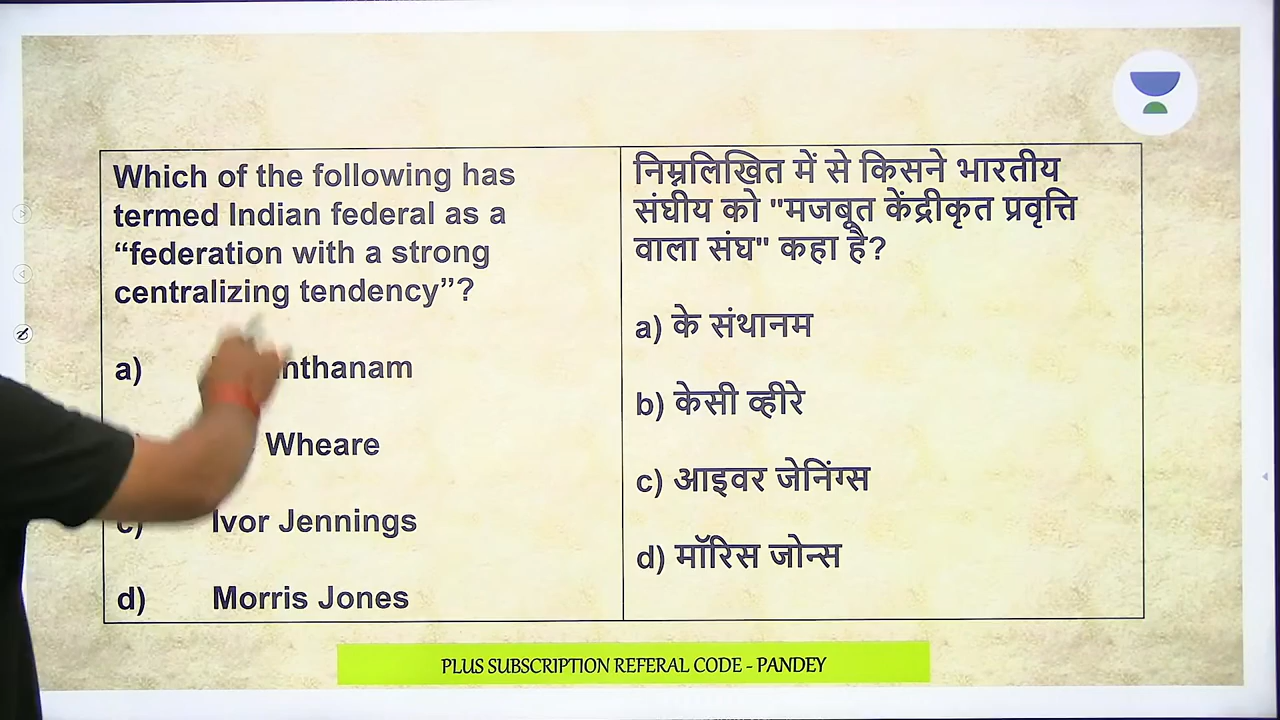 Which of the following has
termed Indian federal as a
“federation with a strong
centralizing tendency”?
a)
Wheare
c) Ivor Jennings
d) Morris Jones
निम्नलिखित में से किसने भारतीय
संघीय को "मजबूत केंद्रीकृत प्रवृत्ति
वाला संघ" कहा है?
a) के संथानम
b) केसी व्हीरे
c) आइवर जेनिंग्स
d) मॉरिस जोन्स
PLUS SUBSCRIPTION REFERAL CODE - PANDEY